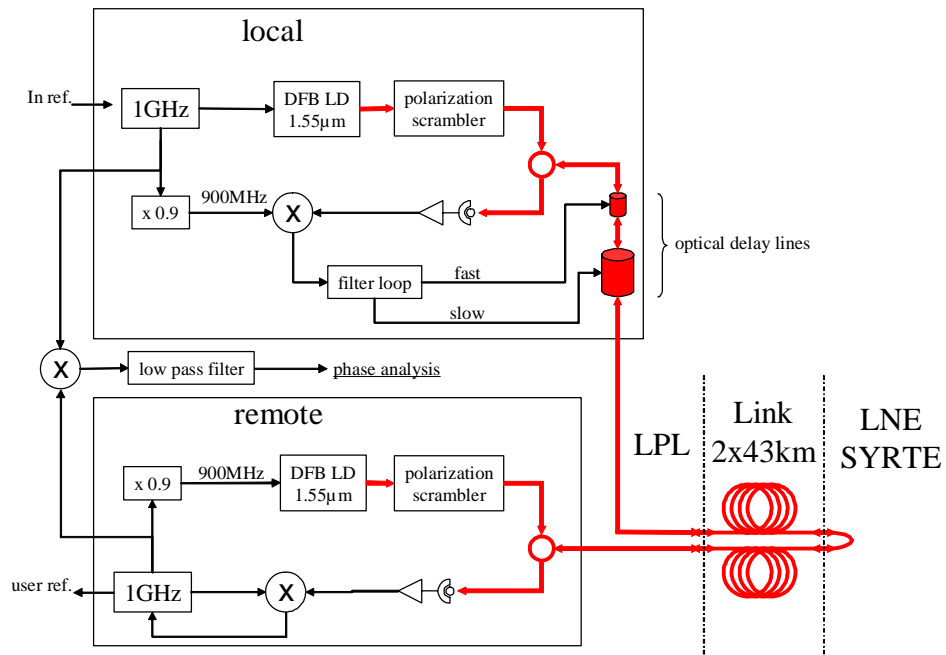 local
In ref.
1GHz
DFB LD
1.55µm
polarization
scrambler
x 0.9
900MHz
X
optical delay lines
filter loop
fast
slow
X
low pass filter
phase analysis
remote
LPL
Link
2x43km
LNE
SYRTE
x 0.9
900MHz
DFB LD
1.55µm
polarization
scrambler
user ref.
1GHz
X